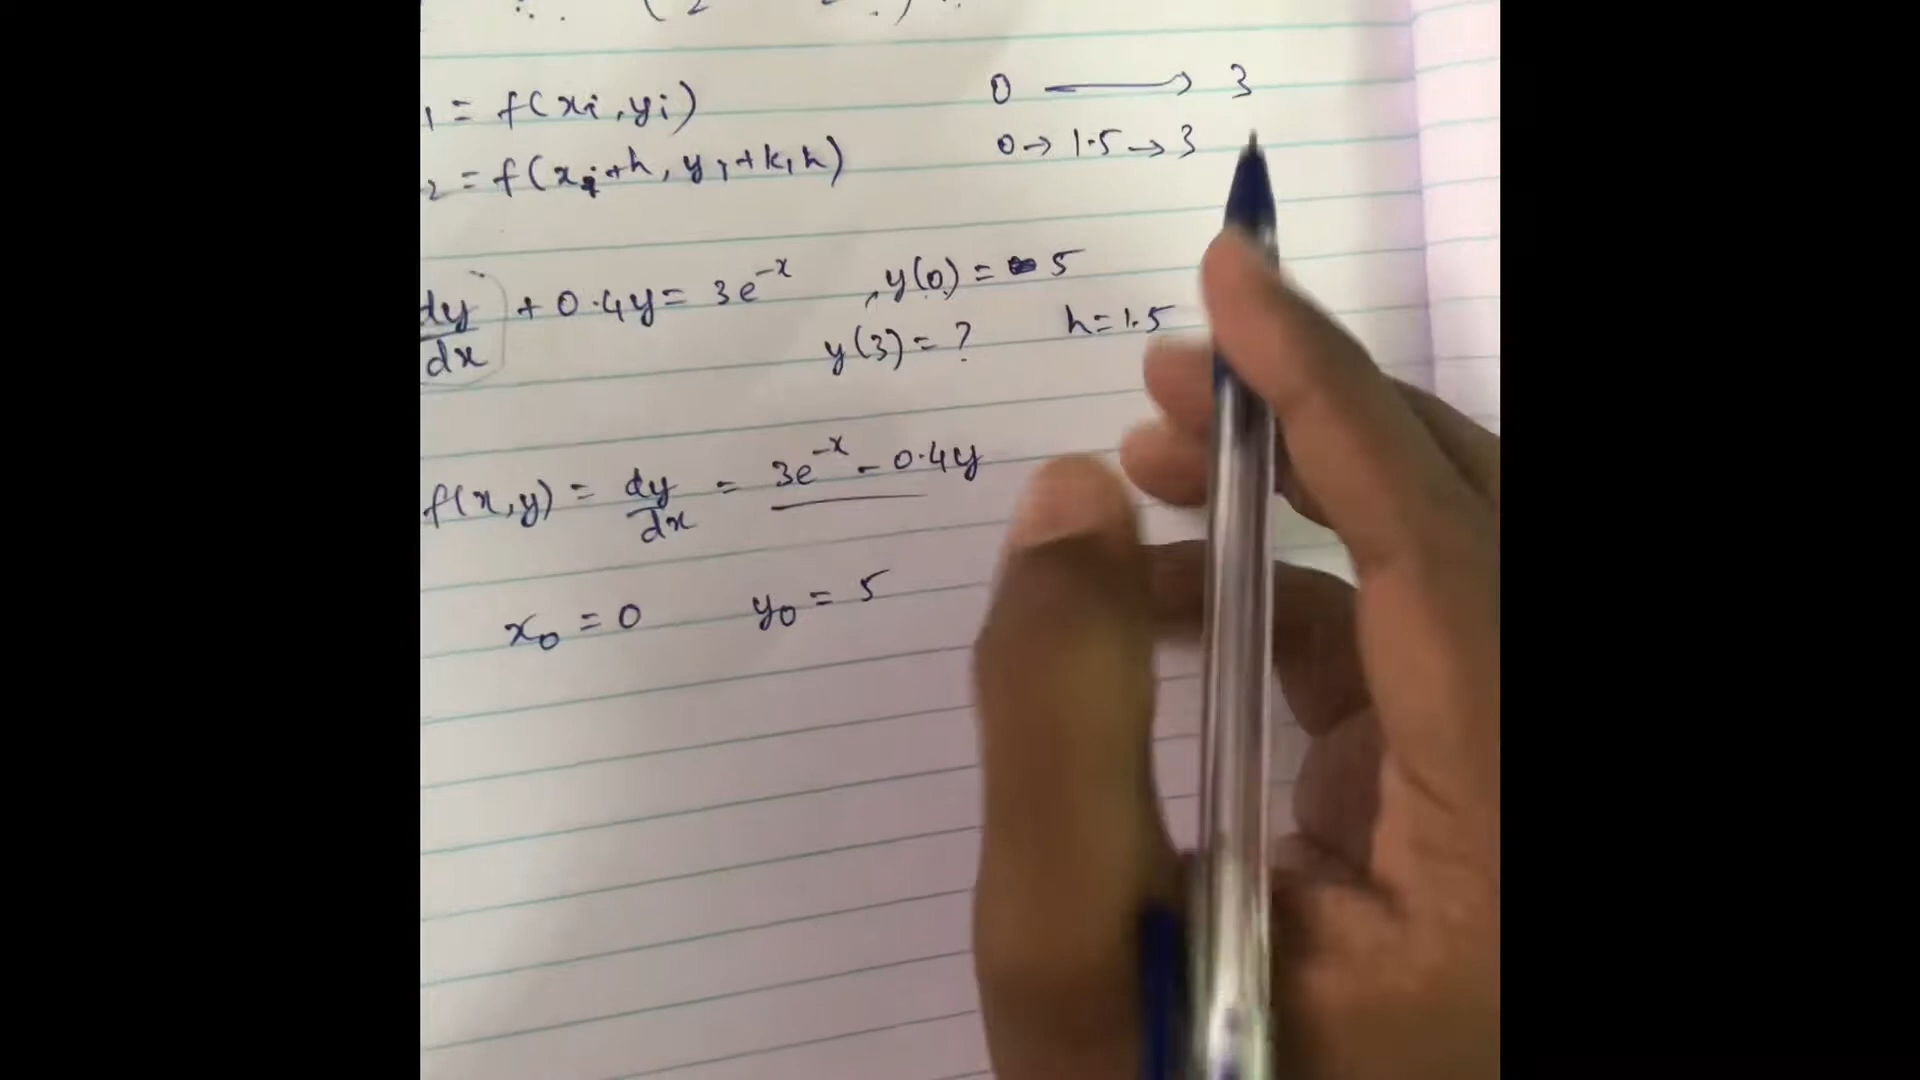 1 = f(xi, yi)
0 → 3
2 = f(xi+h, yi+k1h)
0→ 1.5 → 3
dy/dx + 0.4y = 3e^-x , y(0) = 5
y(3) = ? h=1.5
f(x,y) = dy/dx = 3e^-x - 0.4y
x0 = 0 y0 = 5